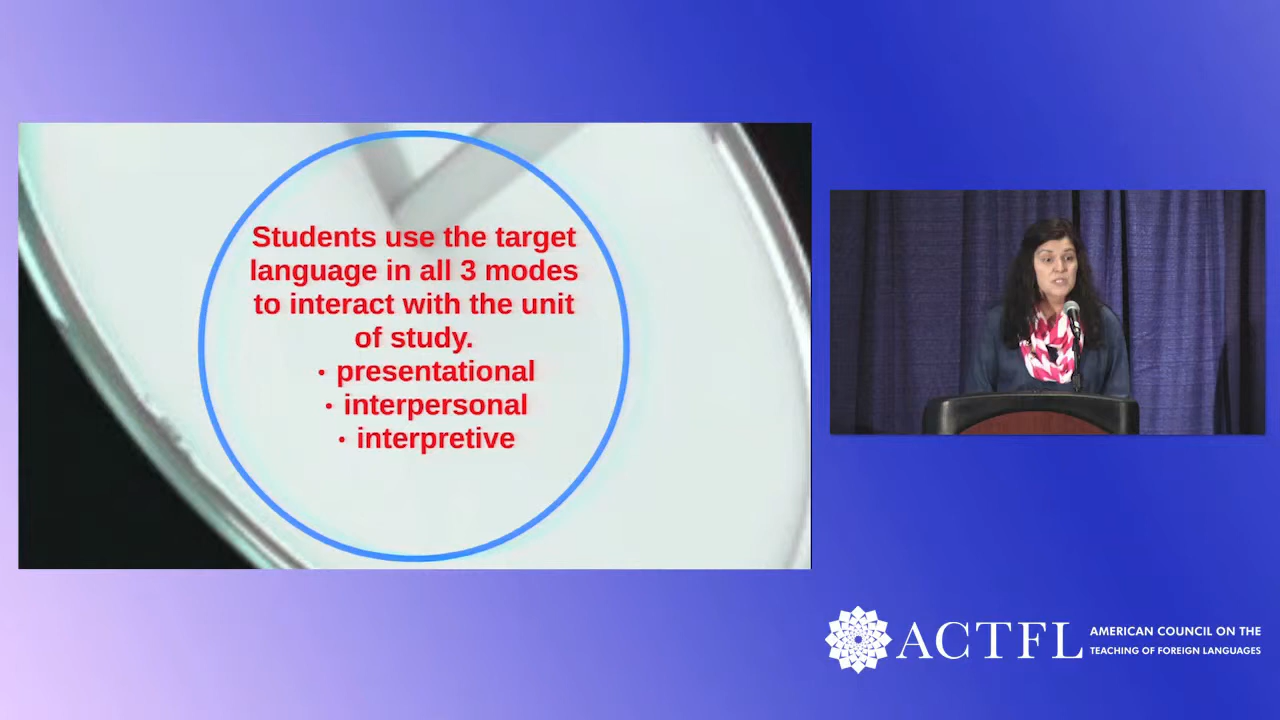 Students use the target
language in all 3 modes
to interact with the unit
of study.
• presentational
• interpersonal
• interpretive
ACTFL
AMERICAN COUNCIL ON THE
TEACHING OF FOREIGN LANGUAGES